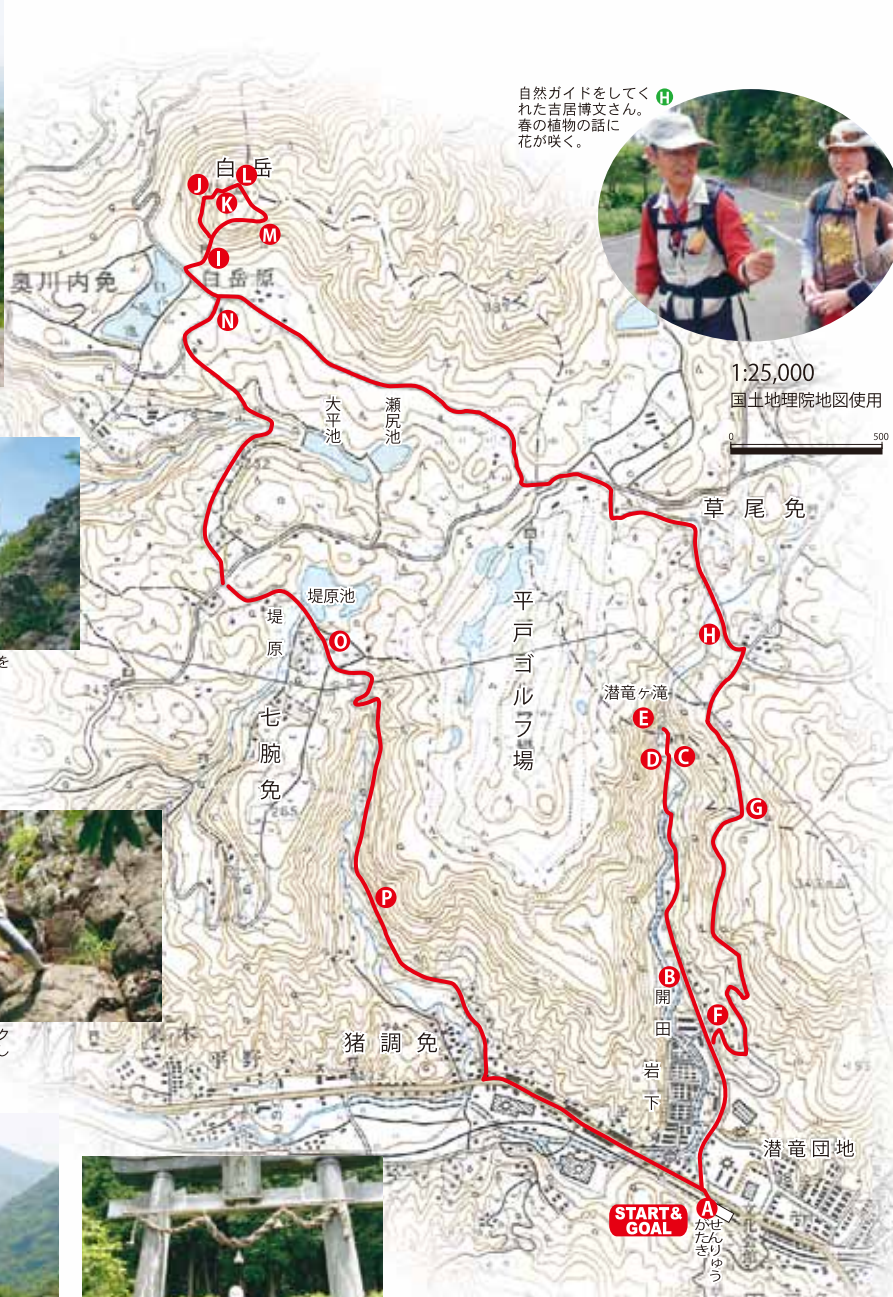 自然ガイドをしてく H
れた吉居博文さん。
春の植物の話に
花が咲く。
白岳
J
L
K
M
I
奥川内免
白岳原
N
1:25,000
国土地理院地図使用
0 500
大平池
瀬尻池
草尾免
堤原池
堤原
O
平戸ゴルフ場
H
潜竜ヶ滝
E
D
C
七腕免
265
G
P
B
開田
F
岩下
猪調免
潜竜団地
START&
GOAL
A
せんりゅう
がたき
を
ク
し